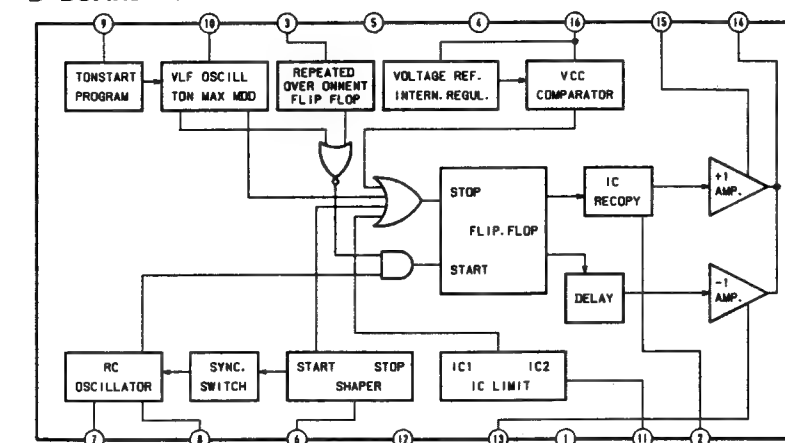 9 10 3 5 4 16 15 14
TONSTART
PROGRAM
VLF OSCILL
TON MAX MDD
REPEATED
OVER ONNENT
FLIP FLOP
VOLTAGE REF.
INTERN.REGUL.
VCC
COMPARATOR
STOP
FLIP.FLOP
START
IC
RECOPY
+1
AMP.
DELAY
-1
AMP.
RC
OSCILLATOR
SYNC.
SWITCH
START STOP
SHAPER
IC1 IC2
IC LIMIT
7 8 6 12 13 1 11 2